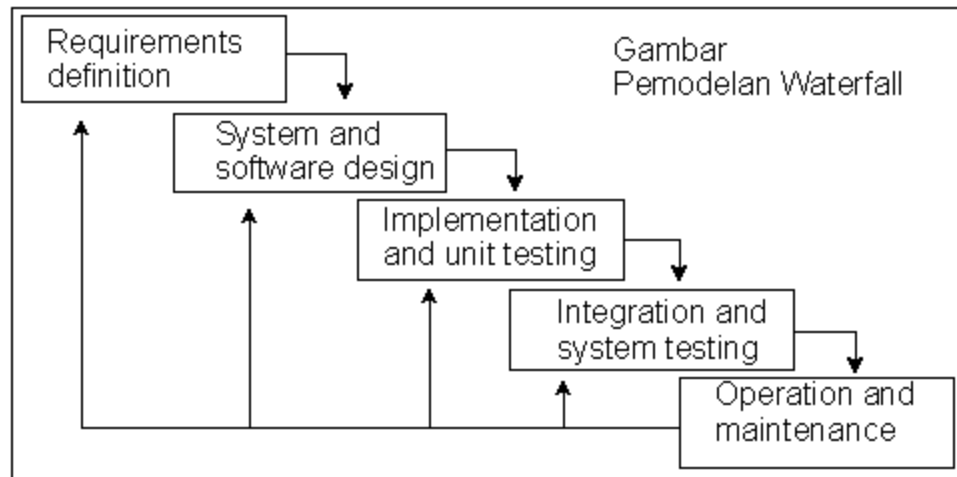 Requirements
definition
Gambar
Pemodelan Waterfall
System and
software design
Implementation
and unit testing
Integration and
system testing
Operation and
maintenance